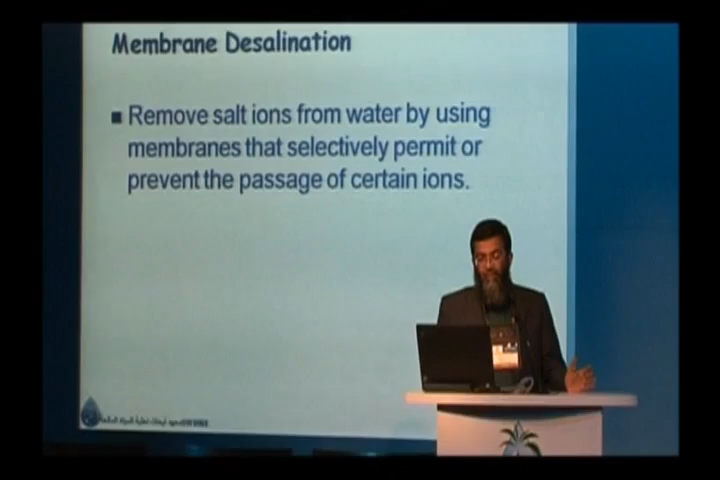 Membrane Desalination
■ Remove salt ions from water by using
membranes that selectively permit or
prevent the passage of certain ions.